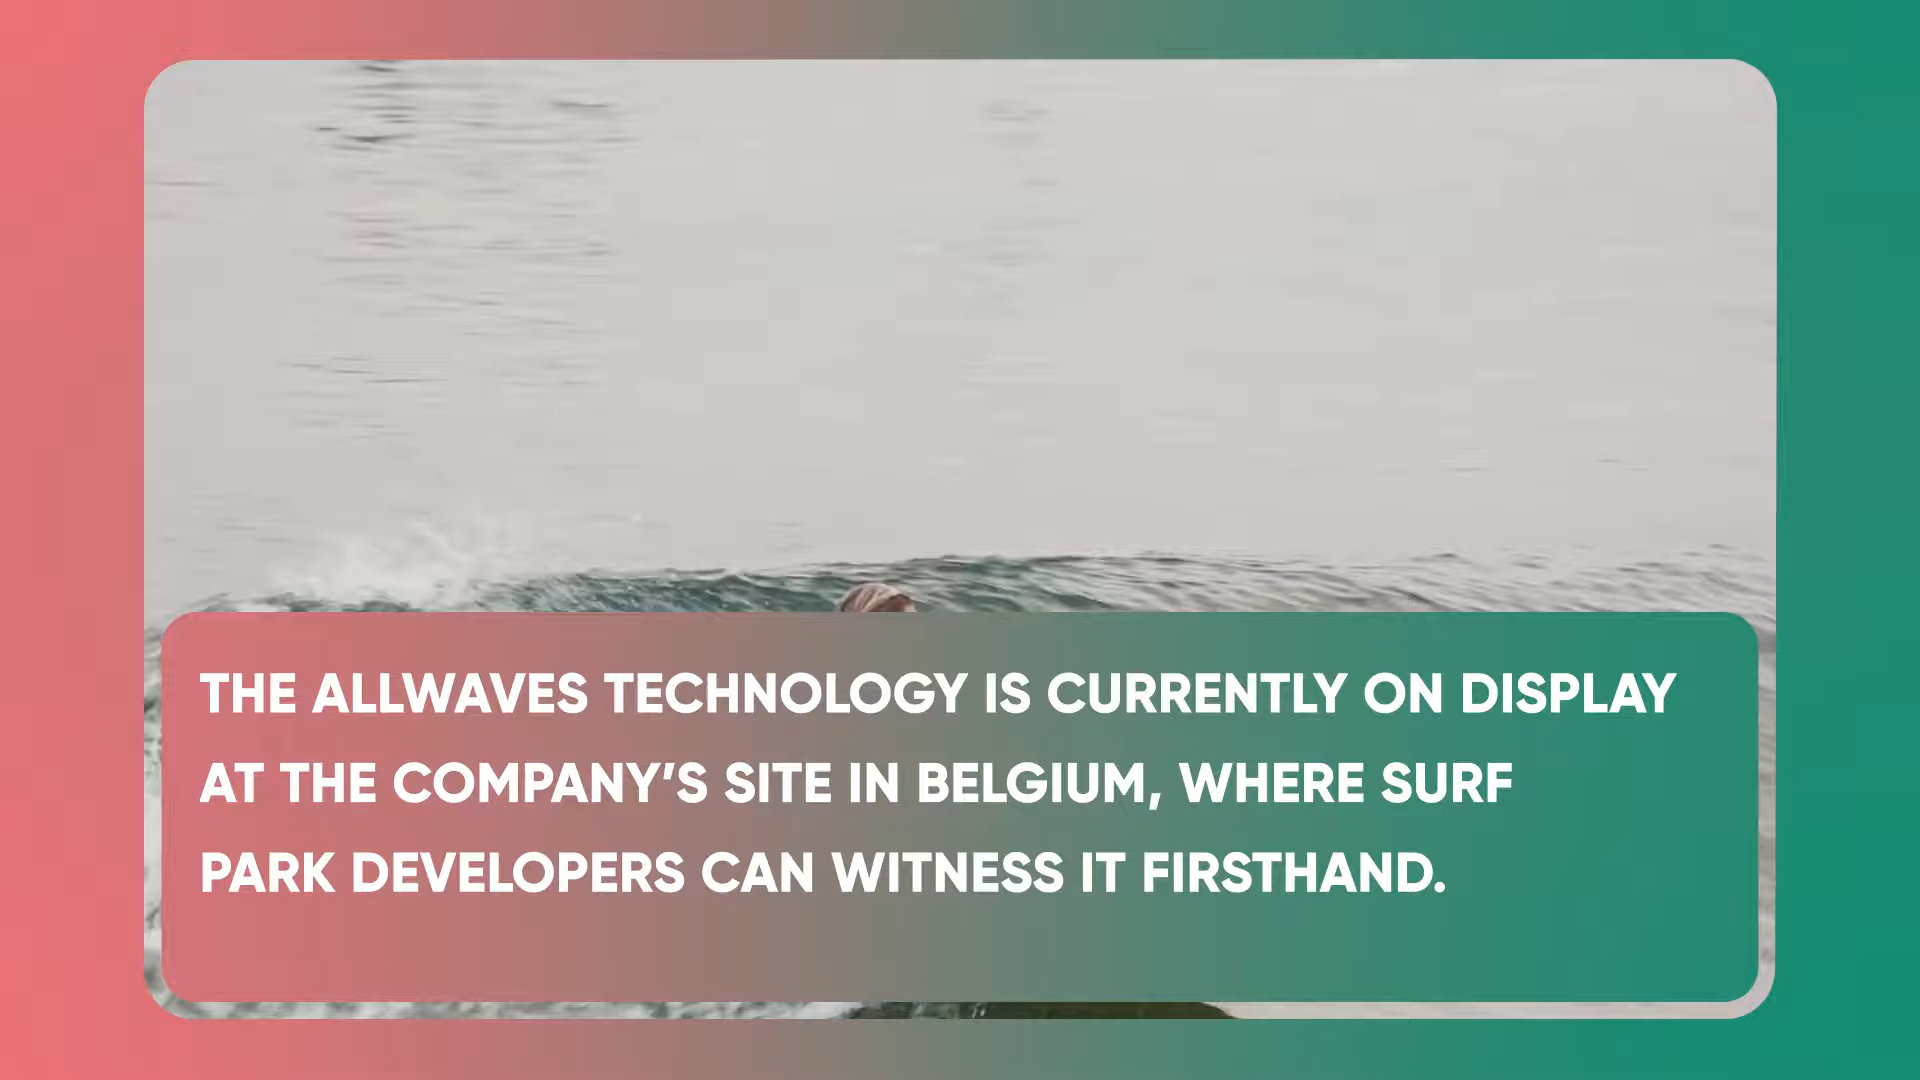 THE ALLWAVES TECHNOLOGY IS CURRENTLY ON DISPLAY
AT THE COMPANY’S SITE IN BELGIUM, WHERE SURF
PARK DEVELOPERS CAN WITNESS IT FIRSTHAND.